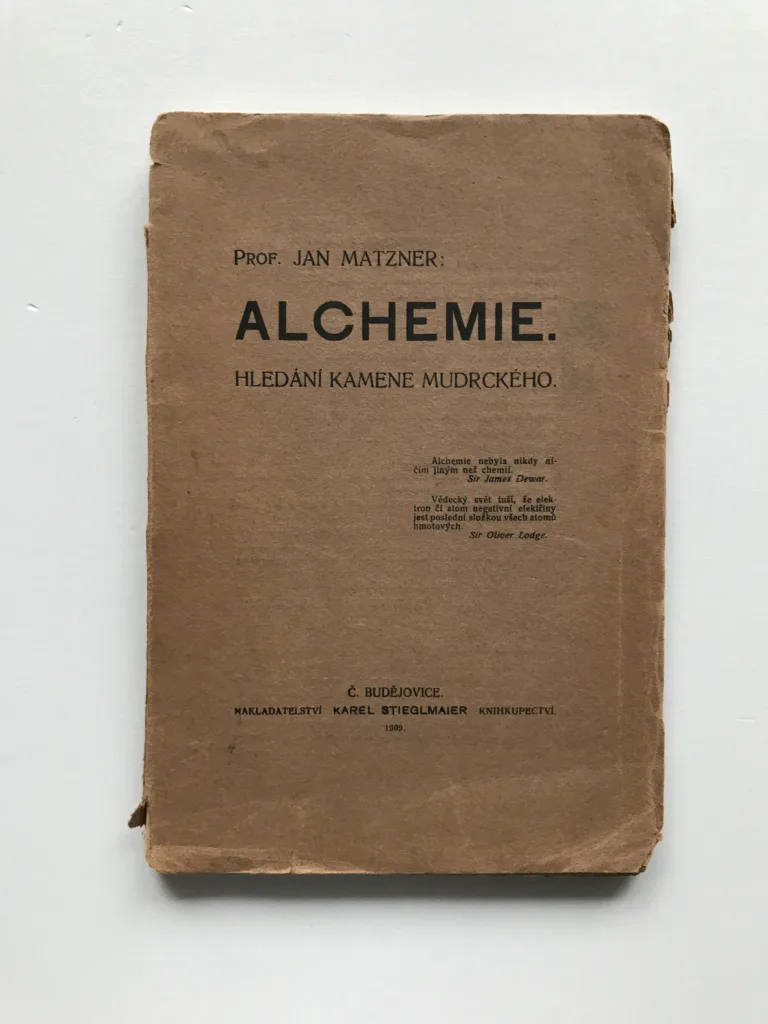 Prof. JAN MATZNER:
ALCHEMIE.
HLEDÁNÍ KAMENE MUDRCKÉHO.
Alchemie nebyla nikdy ni-
čím jiným než chemií.
Sir James Dewar.
Vědecký svět tuší, že elek-
tron čí atom negativní elektřiny
jest poslední složkou všech atomů
hmotových.
Sir Oliver Lodge.
Č. BUDĚJOVICE.
NAKLADATELSTVÍ KAREL STIEGLMAIER KNIHKUPECTVÍ.
1909.